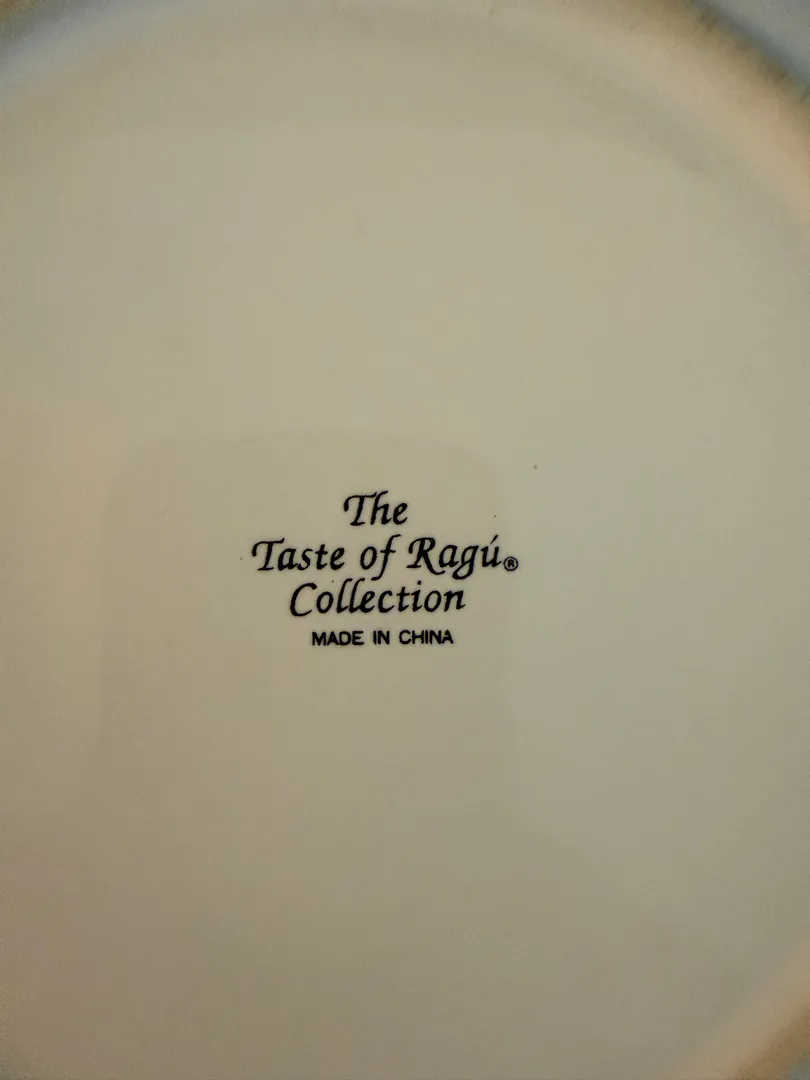 The
Taste of Ragú®
Collection
MADE IN CHINA